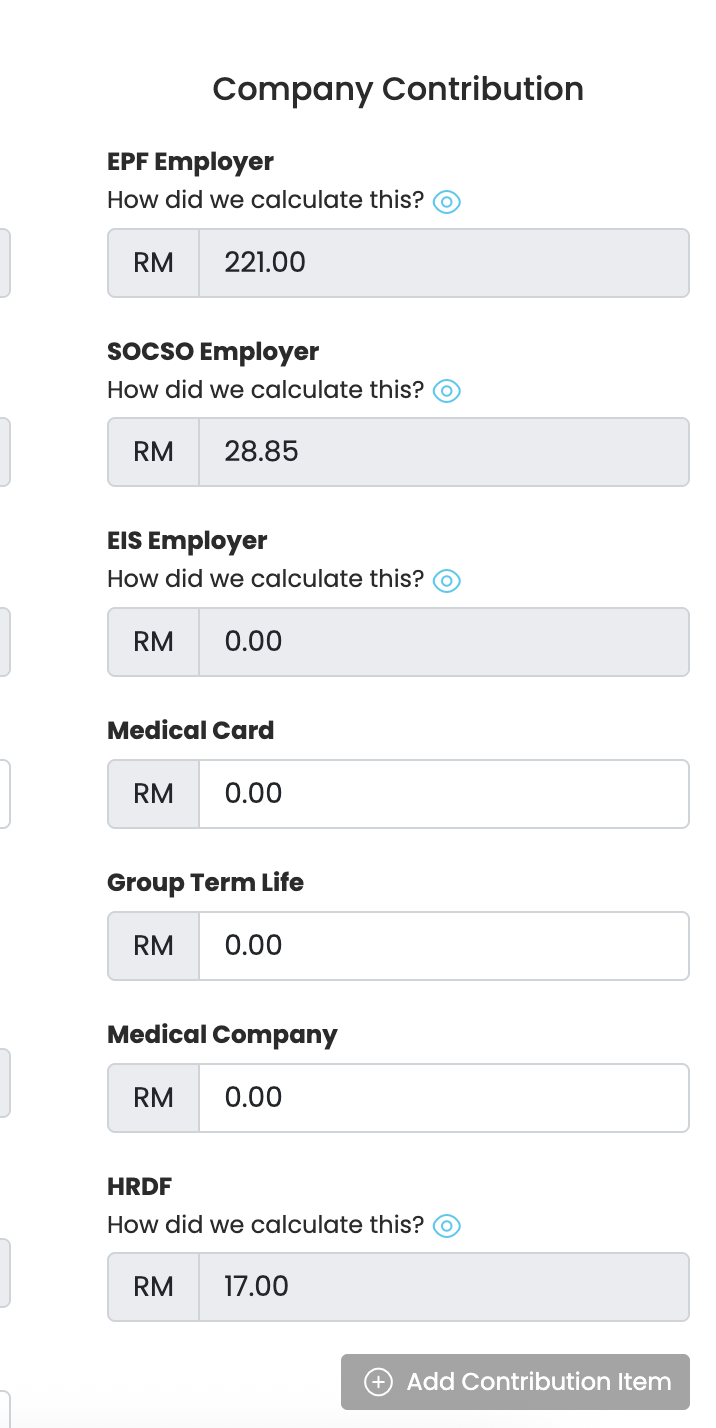 Company Contribution
EPF Employer
How did we calculate this?
RM 221.00
SOCSO Employer
How did we calculate this?
RM 28.85
EIS Employer
How did we calculate this?
RM 0.00
Medical Card
RM 0.00
Group Term Life
RM 0.00
Medical Company
RM 0.00
HRDF
How did we calculate this?
RM 17.00
Add Contribution Item